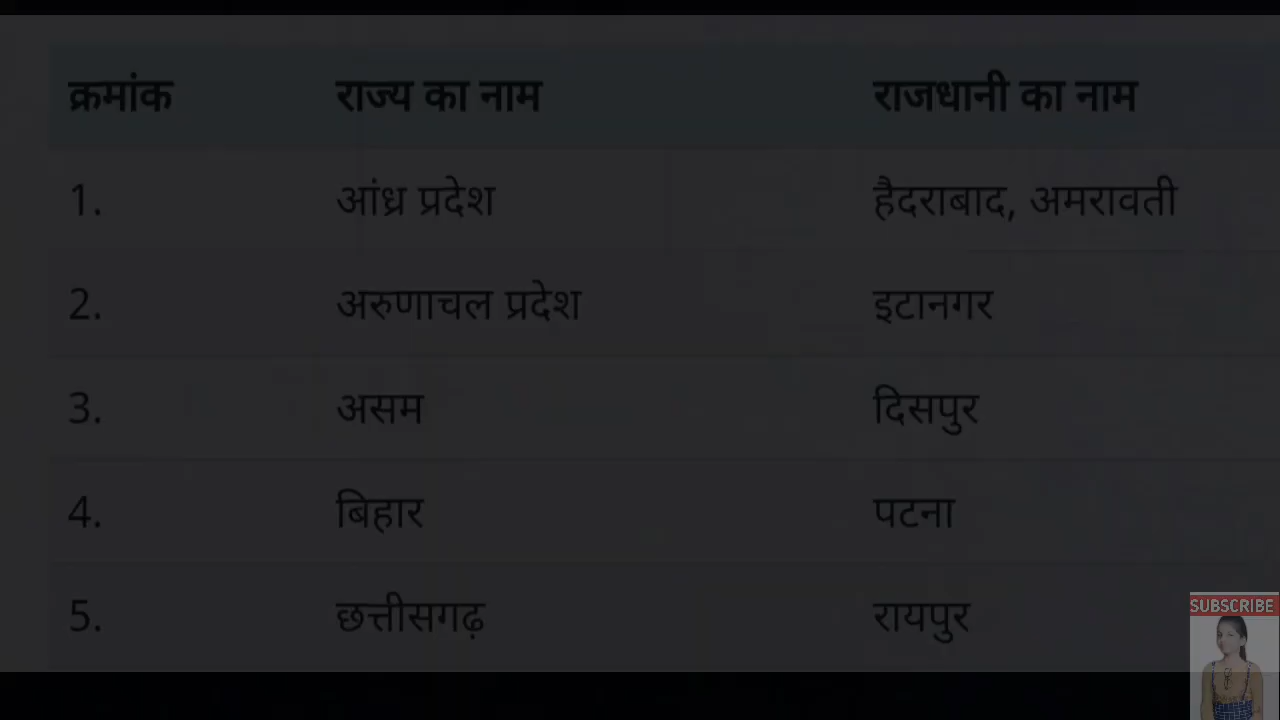 क्रमांक राज्य का नाम राजधानी का नाम
1. आंध्र प्रदेश हैदराबाद, अमरावती
2. अरुणाचल प्रदेश इटानगर
3. असम दिसपुर
4. बिहार पटना
5. छत्तीसगढ़ रायपुर
SUBSCRIBE